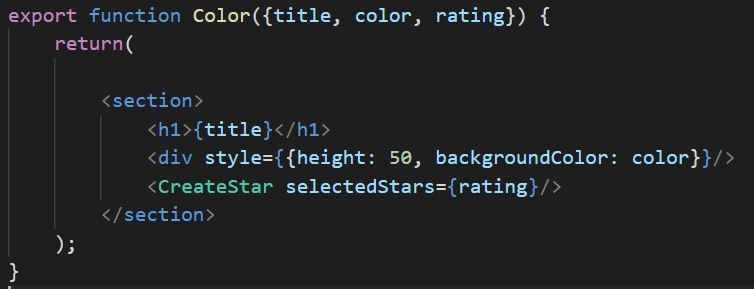 export function Color({title, color, rating}) {
return(
<section>
<h1>{title}</h1>
<div style={{height: 50, backgroundColor: color}}/>
<CreateStar selectedStars={rating}/>
</section>
);
}